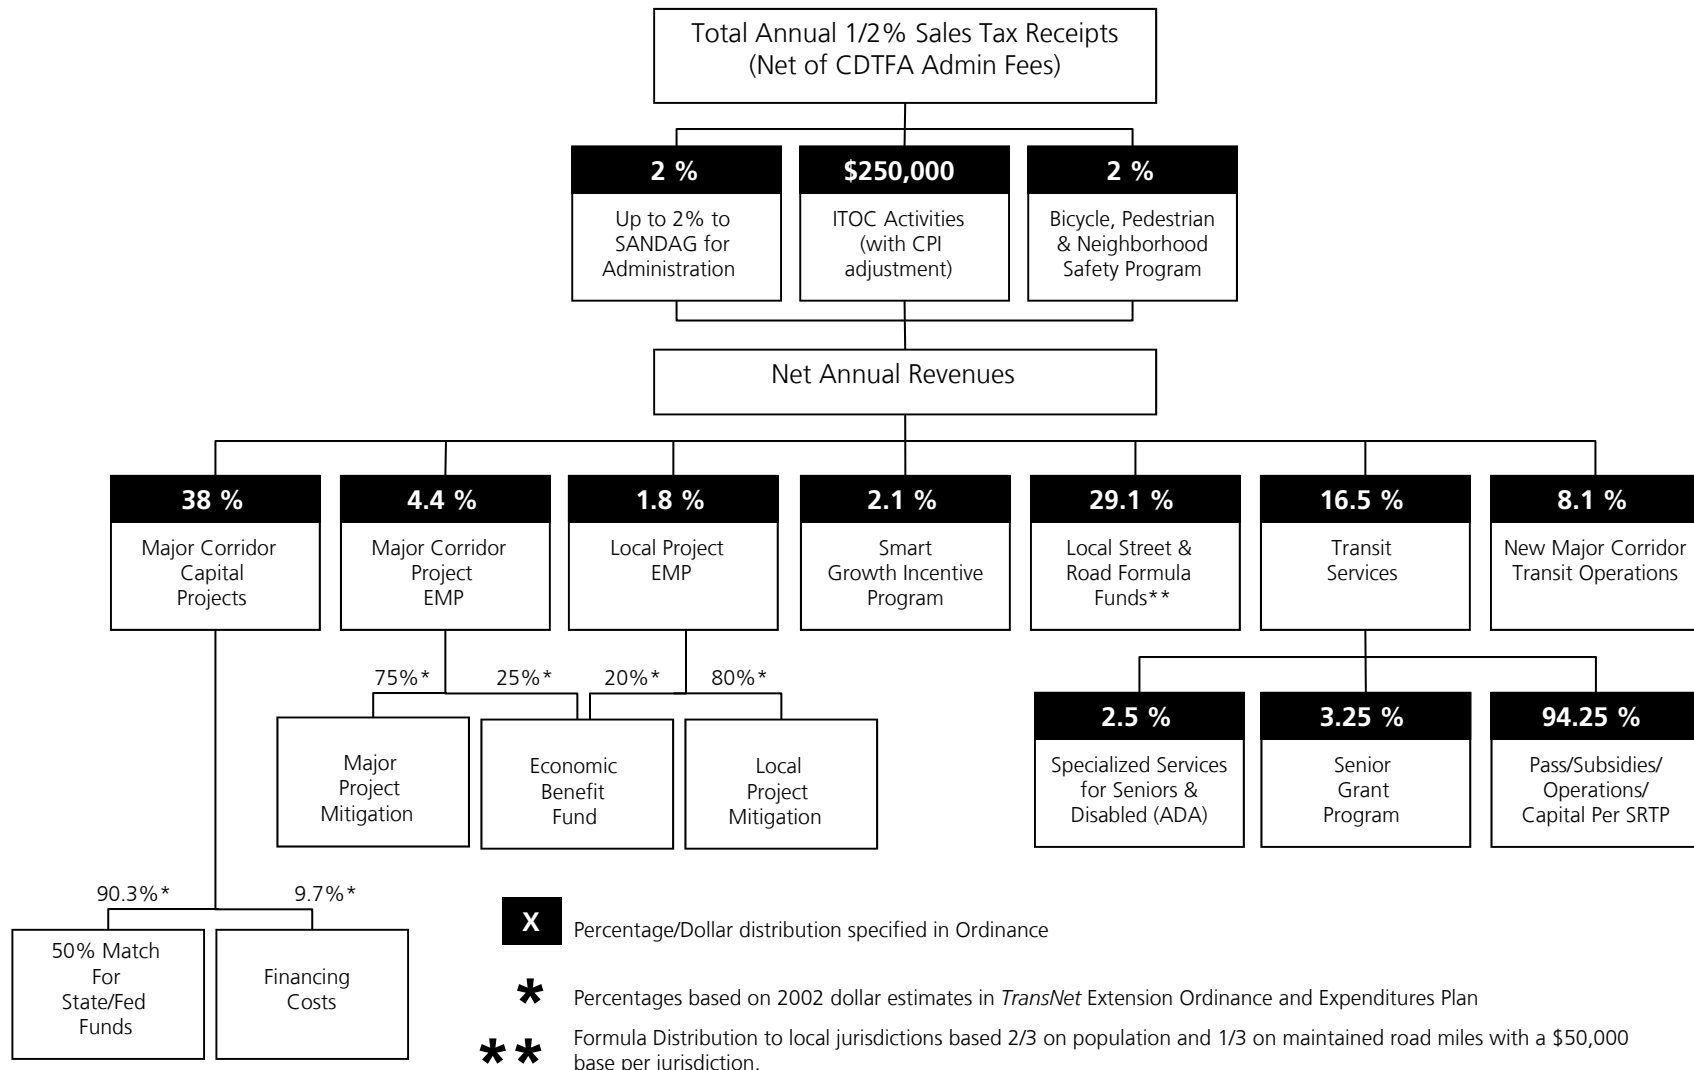 Total Annual 1/2% Sales Tax Receipts
(Net of CDTFA Admin Fees)
2 %
Up to 2% to
SANDAG for
Administration
$250,000
ITOC Activities
(with CPI
adjustment)
2 %
Bicycle, Pedestrian
& Neighborhood
Safety Program
Net Annual Revenues
38 %
Major Corridor
Capital
Projects
4.4 %
Major Corridor
Project
EMP
1.8 %
Local Project
EMP
2.1 %
Smart
Growth Incentive
Program
29.1 %
Local Street &
Road Formula
Funds**
16.5 %
Transit
Services
8.1 %
New Major Corridor
Transit Operations
75%*
25%*
20%*
80%*
Major
Project
Mitigation
Economic
Benefit
Fund
Local
Project
Mitigation
2.5 %
Specialized Services
for Seniors &
Disabled (ADA)
3.25 %
Senior
Grant
Program
94.25 %
Pass/Subsidies/
Operations/
Capital Per SRTP
90.3%*
9.7%*
50% Match
For
State/Fed
Funds
Financing
Costs
X Percentage/Dollar distribution specified in Ordinance
* Percentages based on 2002 dollar estimates in TransNet Extension Ordinance and Expenditures Plan
** Formula Distribution to local jurisdictions based 2/3 on population and 1/3 on maintained road miles with a $50,000
base per jurisdiction.